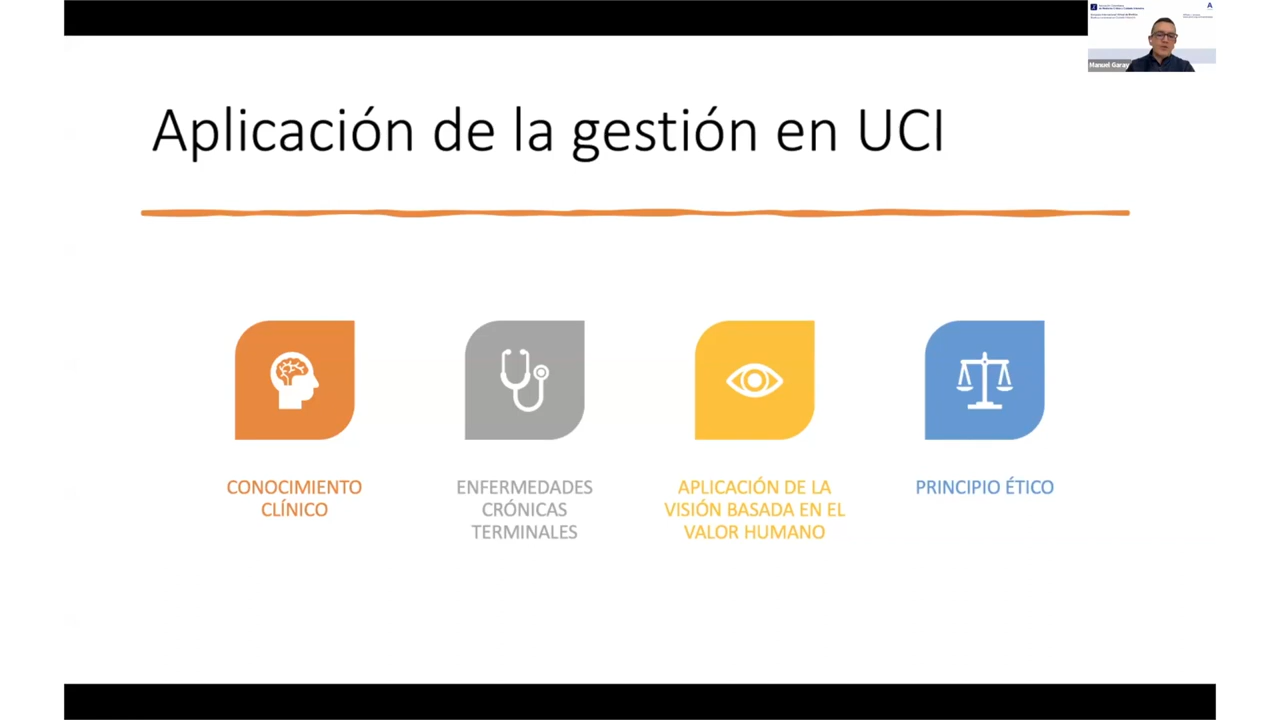 Manuel Garay
Aplicación de la gestión en UCI
CONOCIMIENTO
CLÍNICO
ENFERMEDADES
CRÓNICAS
TERMINALES
APLICACIÓN DE LA
VISIÓN BASADA EN EL
VALOR HUMANO
PRINCIPIO ÉTICO